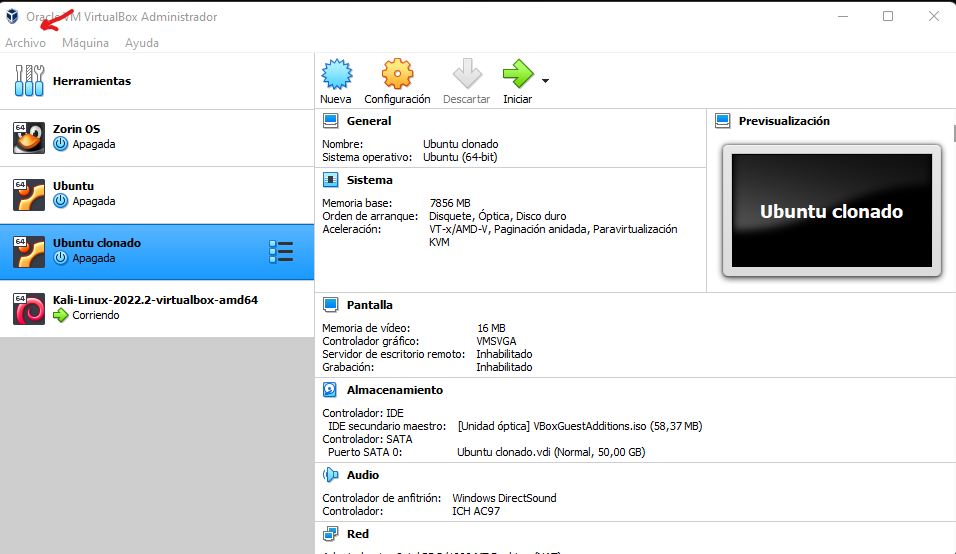 Oracle VM VirtualBox Administrador
Archivo Máquina Ayuda
Herramientas
64
Zorin OS
Apagada
64
Ubuntu
Apagada
64
Ubuntu clonado
Apagada
64
Kali-Linux-2022.2-virtualbox-amd64
Corriendo
Nueva Configuración Descartar Iniciar
General
Nombre: Ubuntu clonado
Sistema operativo: Ubuntu (64-bit)
Sistema
Memoria base: 7856 MB
Orden de arranque: Disquete, Óptica, Disco duro
Aceleración: VT-x/AMD-V, Paginación anidada, Paravirtualización
KVM
Previsualización
Ubuntu clonado
Pantalla
Memoria de vídeo: 16 MB
Controlador gráfico: VMSVGA
Servidor de escritorio remoto: Inhabilitado
Grabación: Inhabilitado
Almacenamiento
Controlador: IDE
IDE secundario maestro: [Unidad óptica] VBoxGuestAdditions.iso (58,37 MB)
Controlador: SATA
Puerto SATA 0: Ubuntu clonado.vdi (Normal, 50,00 GB)
Audio
Controlador de anfitrión: Windows DirectSound
Controlador: ICH AC97
Red